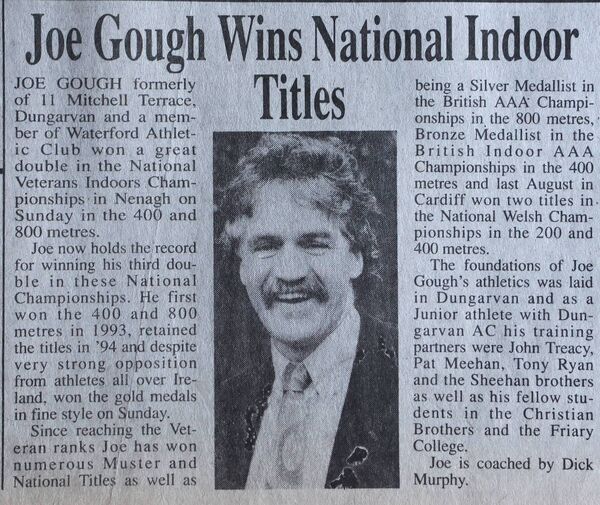 Joe Gough Wins National Indoor
Titles
JOE GOUGH formerly
of 11 Mitchell Terrace,
Dungarvan and a mem-
ber of Waterford Athlet-
ic Club won a great
double in the National
Veterans Indoors Cham-
pionships in Nenagh on
Sunday in the 400 and
800 metres.
Joe now holds the record
for winning his third dou-
ble in these National
Championships. He first
won the 400 and 800
metres in 1993, retained
the titles in '94 and despite
very strong opposition
from athletes all over Ire-
land, won the gold medals
in fine style on Sunday.
Since reaching the Vet-
eran ranks Joe has won
numerous Muster and
National Titles as well as
being a Silver Medallist in
the British AAA Champi-
onships in the 800 metres,
Bronze Medallist in the
British Indoor AAA
Championships in the 400
metres and last August in
Cardiff won two titles in
the National Welsh Cham-
pionships in the 200 and
400 metres.
The foundations of Joe
Gough's athletics was laid
in Dungarvan and as a
Junior athlete with Dun-
garvan AC his training
partners were John Treacy,
Pat Meehan, Tony Ryan
and the Sheehan brothers
as well as his fellow stu-
dents in the Christian
Brothers and the Friary
College.
Joe is coached by Dick
Murphy.